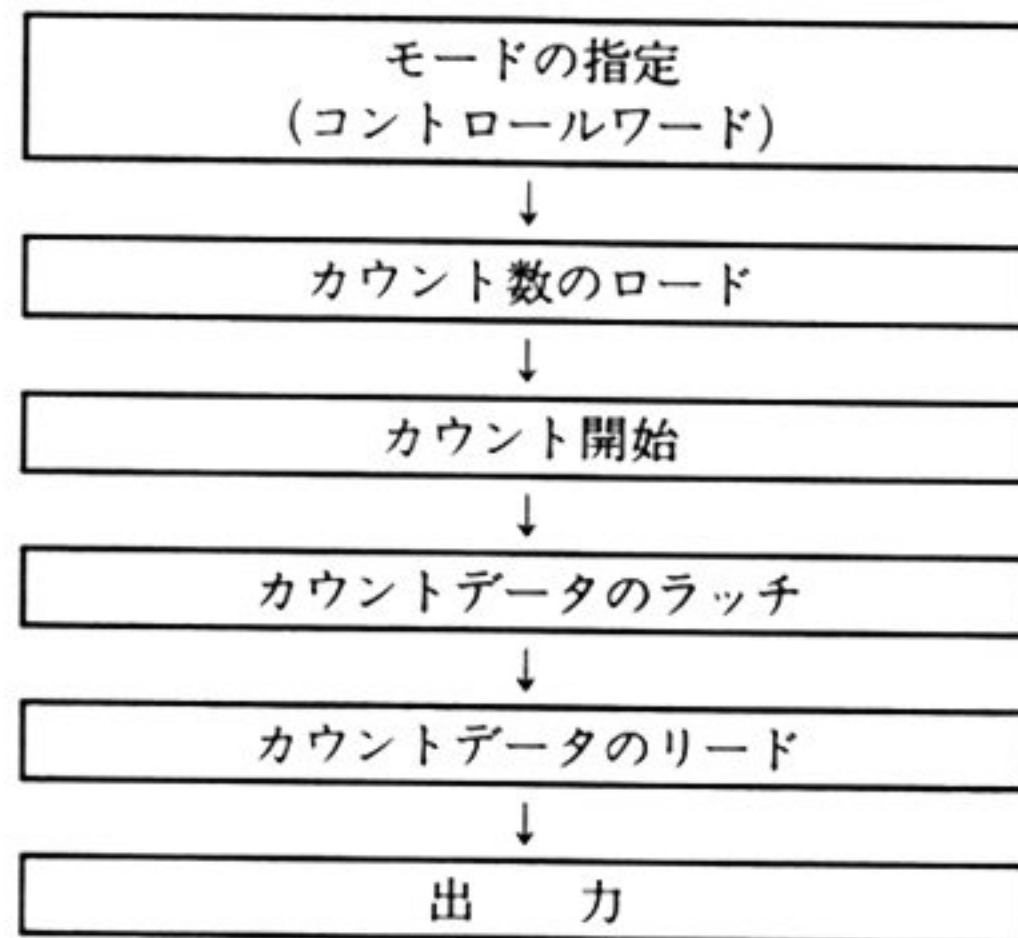 モードの指定
(コントロールワード)
↓
カウント数のロード
↓
カウント開始
↓
カウントデータのラッチ
↓
カウントデータのリード
↓
出　力